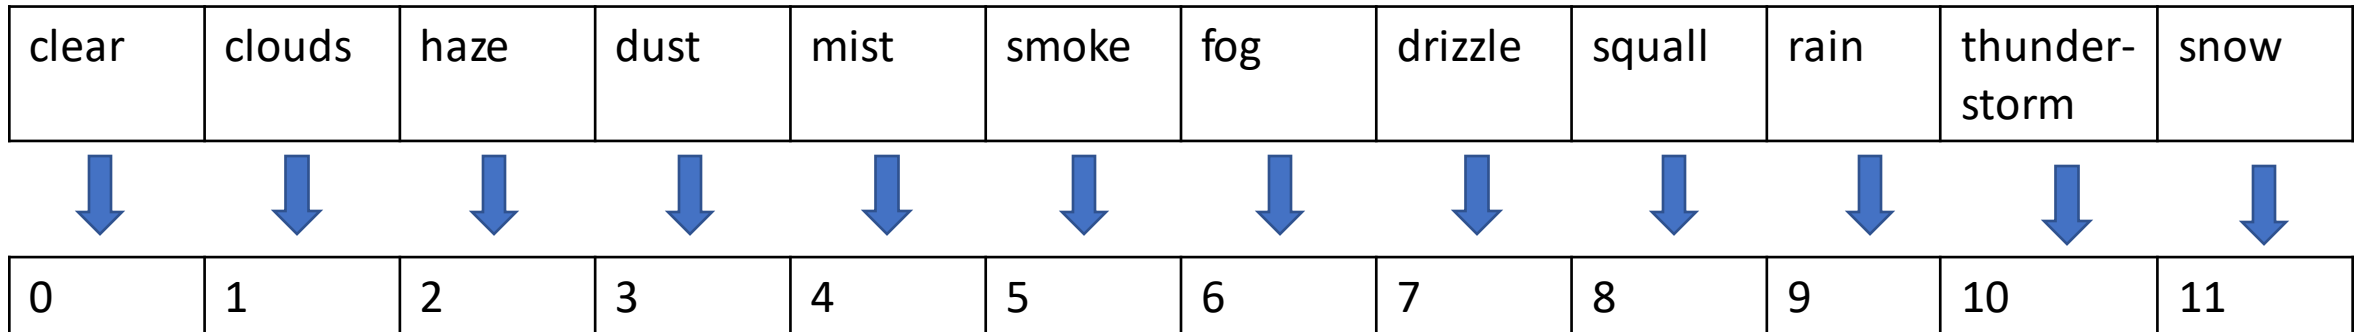 clear clouds haze dust mist smoke fog drizzle squall rain thunder- snow
storm
0 1 2 3 4 5 6 7 8 9 10 11